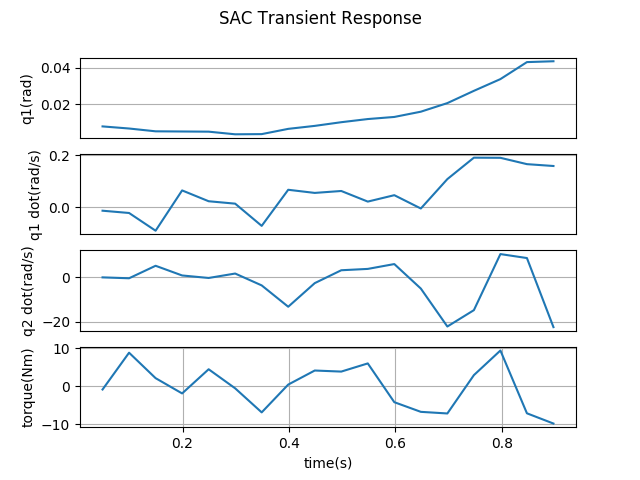 SAC Transient Response
0.04
0.02
q1(rad)
0.2
0.0
q1 dot(rad/s)
0
−20
q2 dot(rad/s)
10
0
−10
torque(Nm)
0.2 0.4 0.6 0.8
time(s)